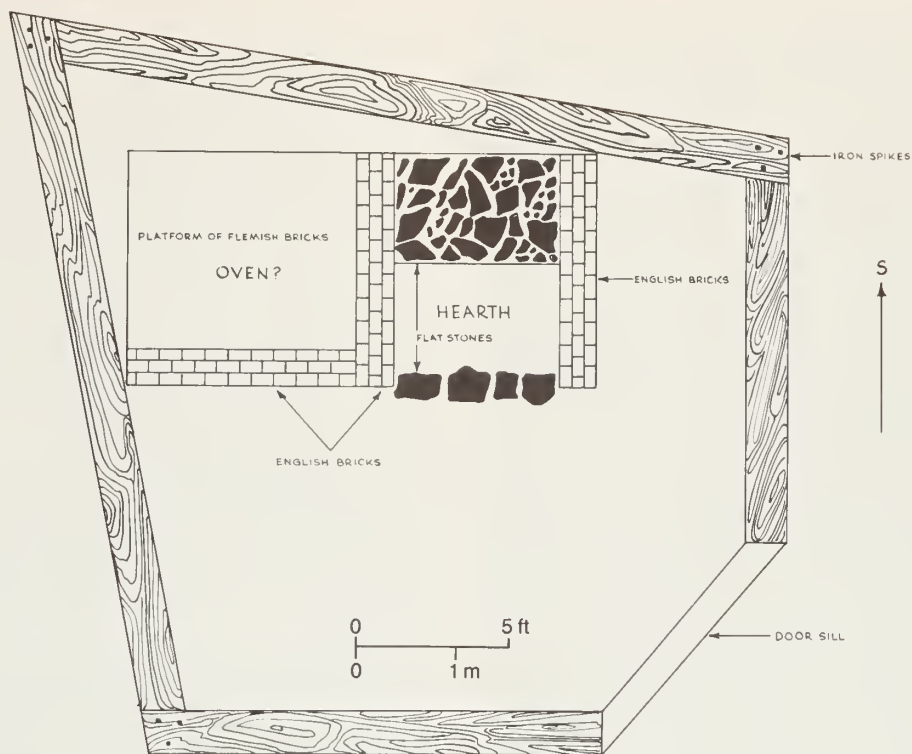 IRON SPIKES
PLATFORM OF FLEMISH BRICKS
OVEN?
S
ENGLISH BRICKS
HEARTH
FLAT STONES
ENGLISH BRICKS
0 5 ft
0 1 m
DOOR SILL